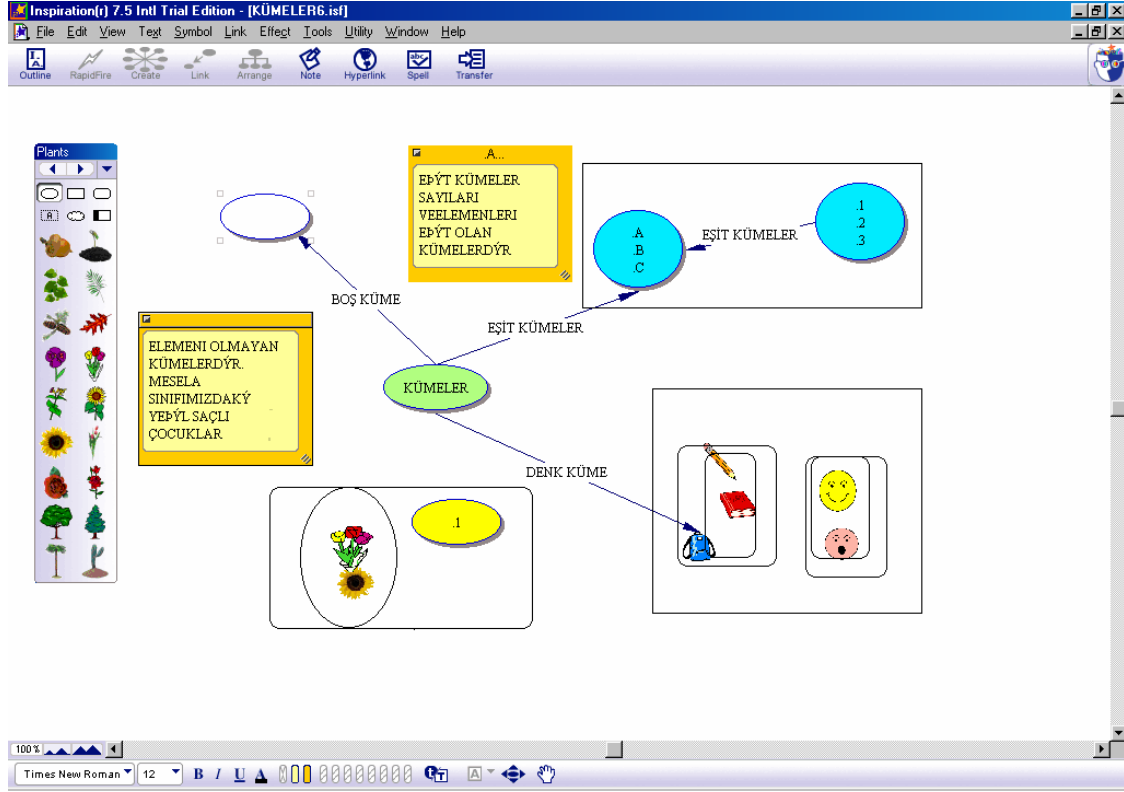 Inspiration(r) 7.5 Intl Trial Edition - [KÜMELER6.isf]
File Edit View Text Symbol Link Effect Tools Utility Window Help
Outline RapidFire Create Link Arrange Note Hyperlink Spell Transfer
Plants
.A...
EÞÝT KÜMELER
SAYILARI
VEELEMENLERI
EÞÝT OLAN
KÜMELERDÝR
.A
.B
.C
EŞİT KÜMELER
.1
.2
.3
BOŞ KÜME
EŞİT KÜMELER
ELEMENI OLMAYAN
KÜMELERDÝR.
MESELA
SINIFIMIZDAKÝ
YEÞÝL SAÇLI
ÇOCUKLAR
KÜMELER
DENK KÜME
.1
100%
Times New Roman 12 B I U A